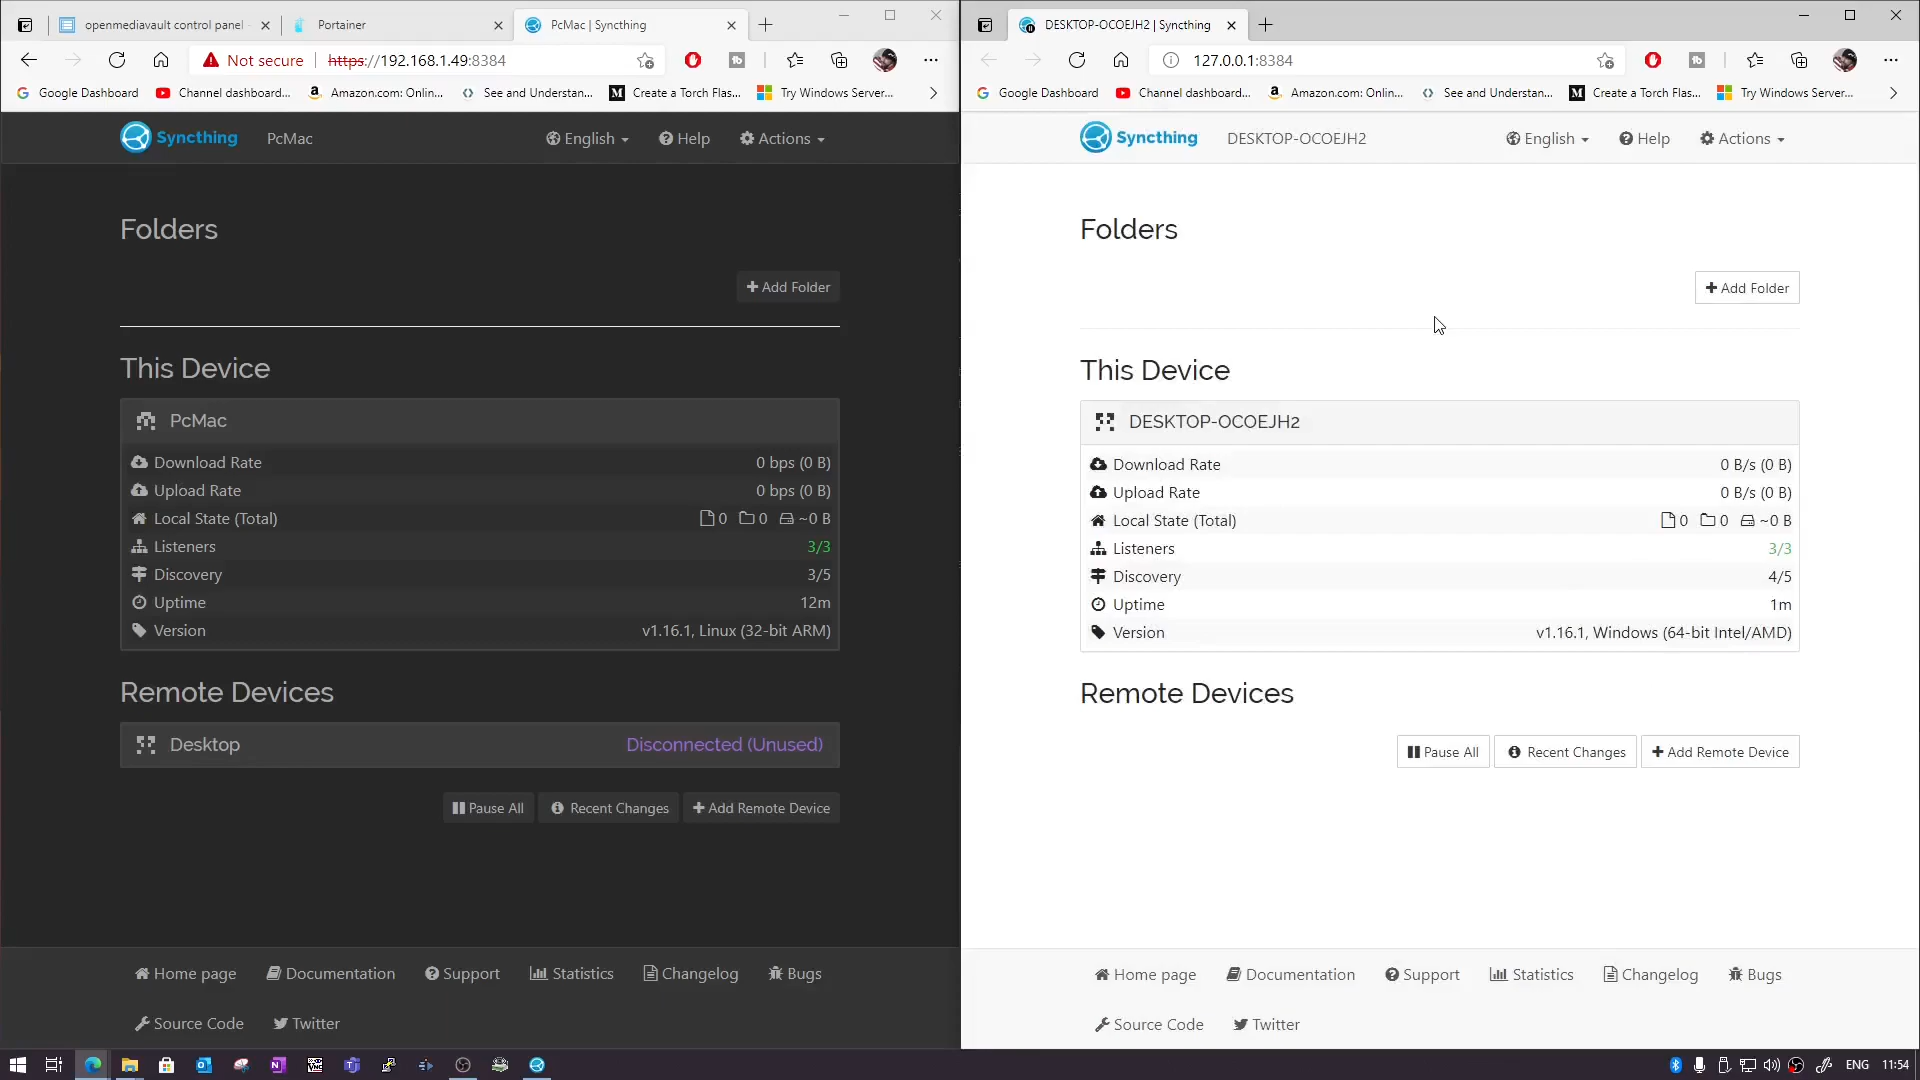 openmediavault control panel
Portainer
PcMac | Syncthing
Not secure
https://192.168.1.49:8384
Google Dashboard
Channel dashboard...
Amazon.com: Onlin...
See and Understan...
Create a Torch Flas...
Try Windows Server...
Syncthing
PcMac
English
Help
Actions
Folders
Add Folder
This Device
PcMac
Download Rate 0 bps (0 B)
Upload Rate 0 bps (0 B)
Local State (Total) 0 0 ~0 B
Listeners 3/3
Discovery 3/5
Uptime 12m
Version v1.16.1, Linux (32-bit ARM)
Remote Devices
Desktop Disconnected (Unused)
Pause All
Recent Changes
Add Remote Device
Home page
Documentation
Support
Statistics
Changelog
Bugs
Source Code
Twitter
DESKTOP-OCOEJH2 | Syncthing
127.0.0.1:8384
Google Dashboard
Channel dashboard...
Amazon.com: Onlin...
See and Understan...
Create a Torch Flas...
Try Windows Server...
Syncthing
DESKTOP-OCOEJH2
English
Help
Actions
Folders
Add Folder
This Device
DESKTOP-OCOEJH2
Download Rate 0 B/s (0 B)
Upload Rate 0 B/s (0 B)
Local State (Total) 0 0 ~0 B
Listeners 3/3
Discovery 4/5
Uptime 1m
Version v1.16.1, Windows (64-bit Intel/AMD)
Remote Devices
Pause All
Recent Changes
Add Remote Device
Home page
Documentation
Support
Statistics
Changelog
Bugs
Source Code
Twitter
ENG
11:54